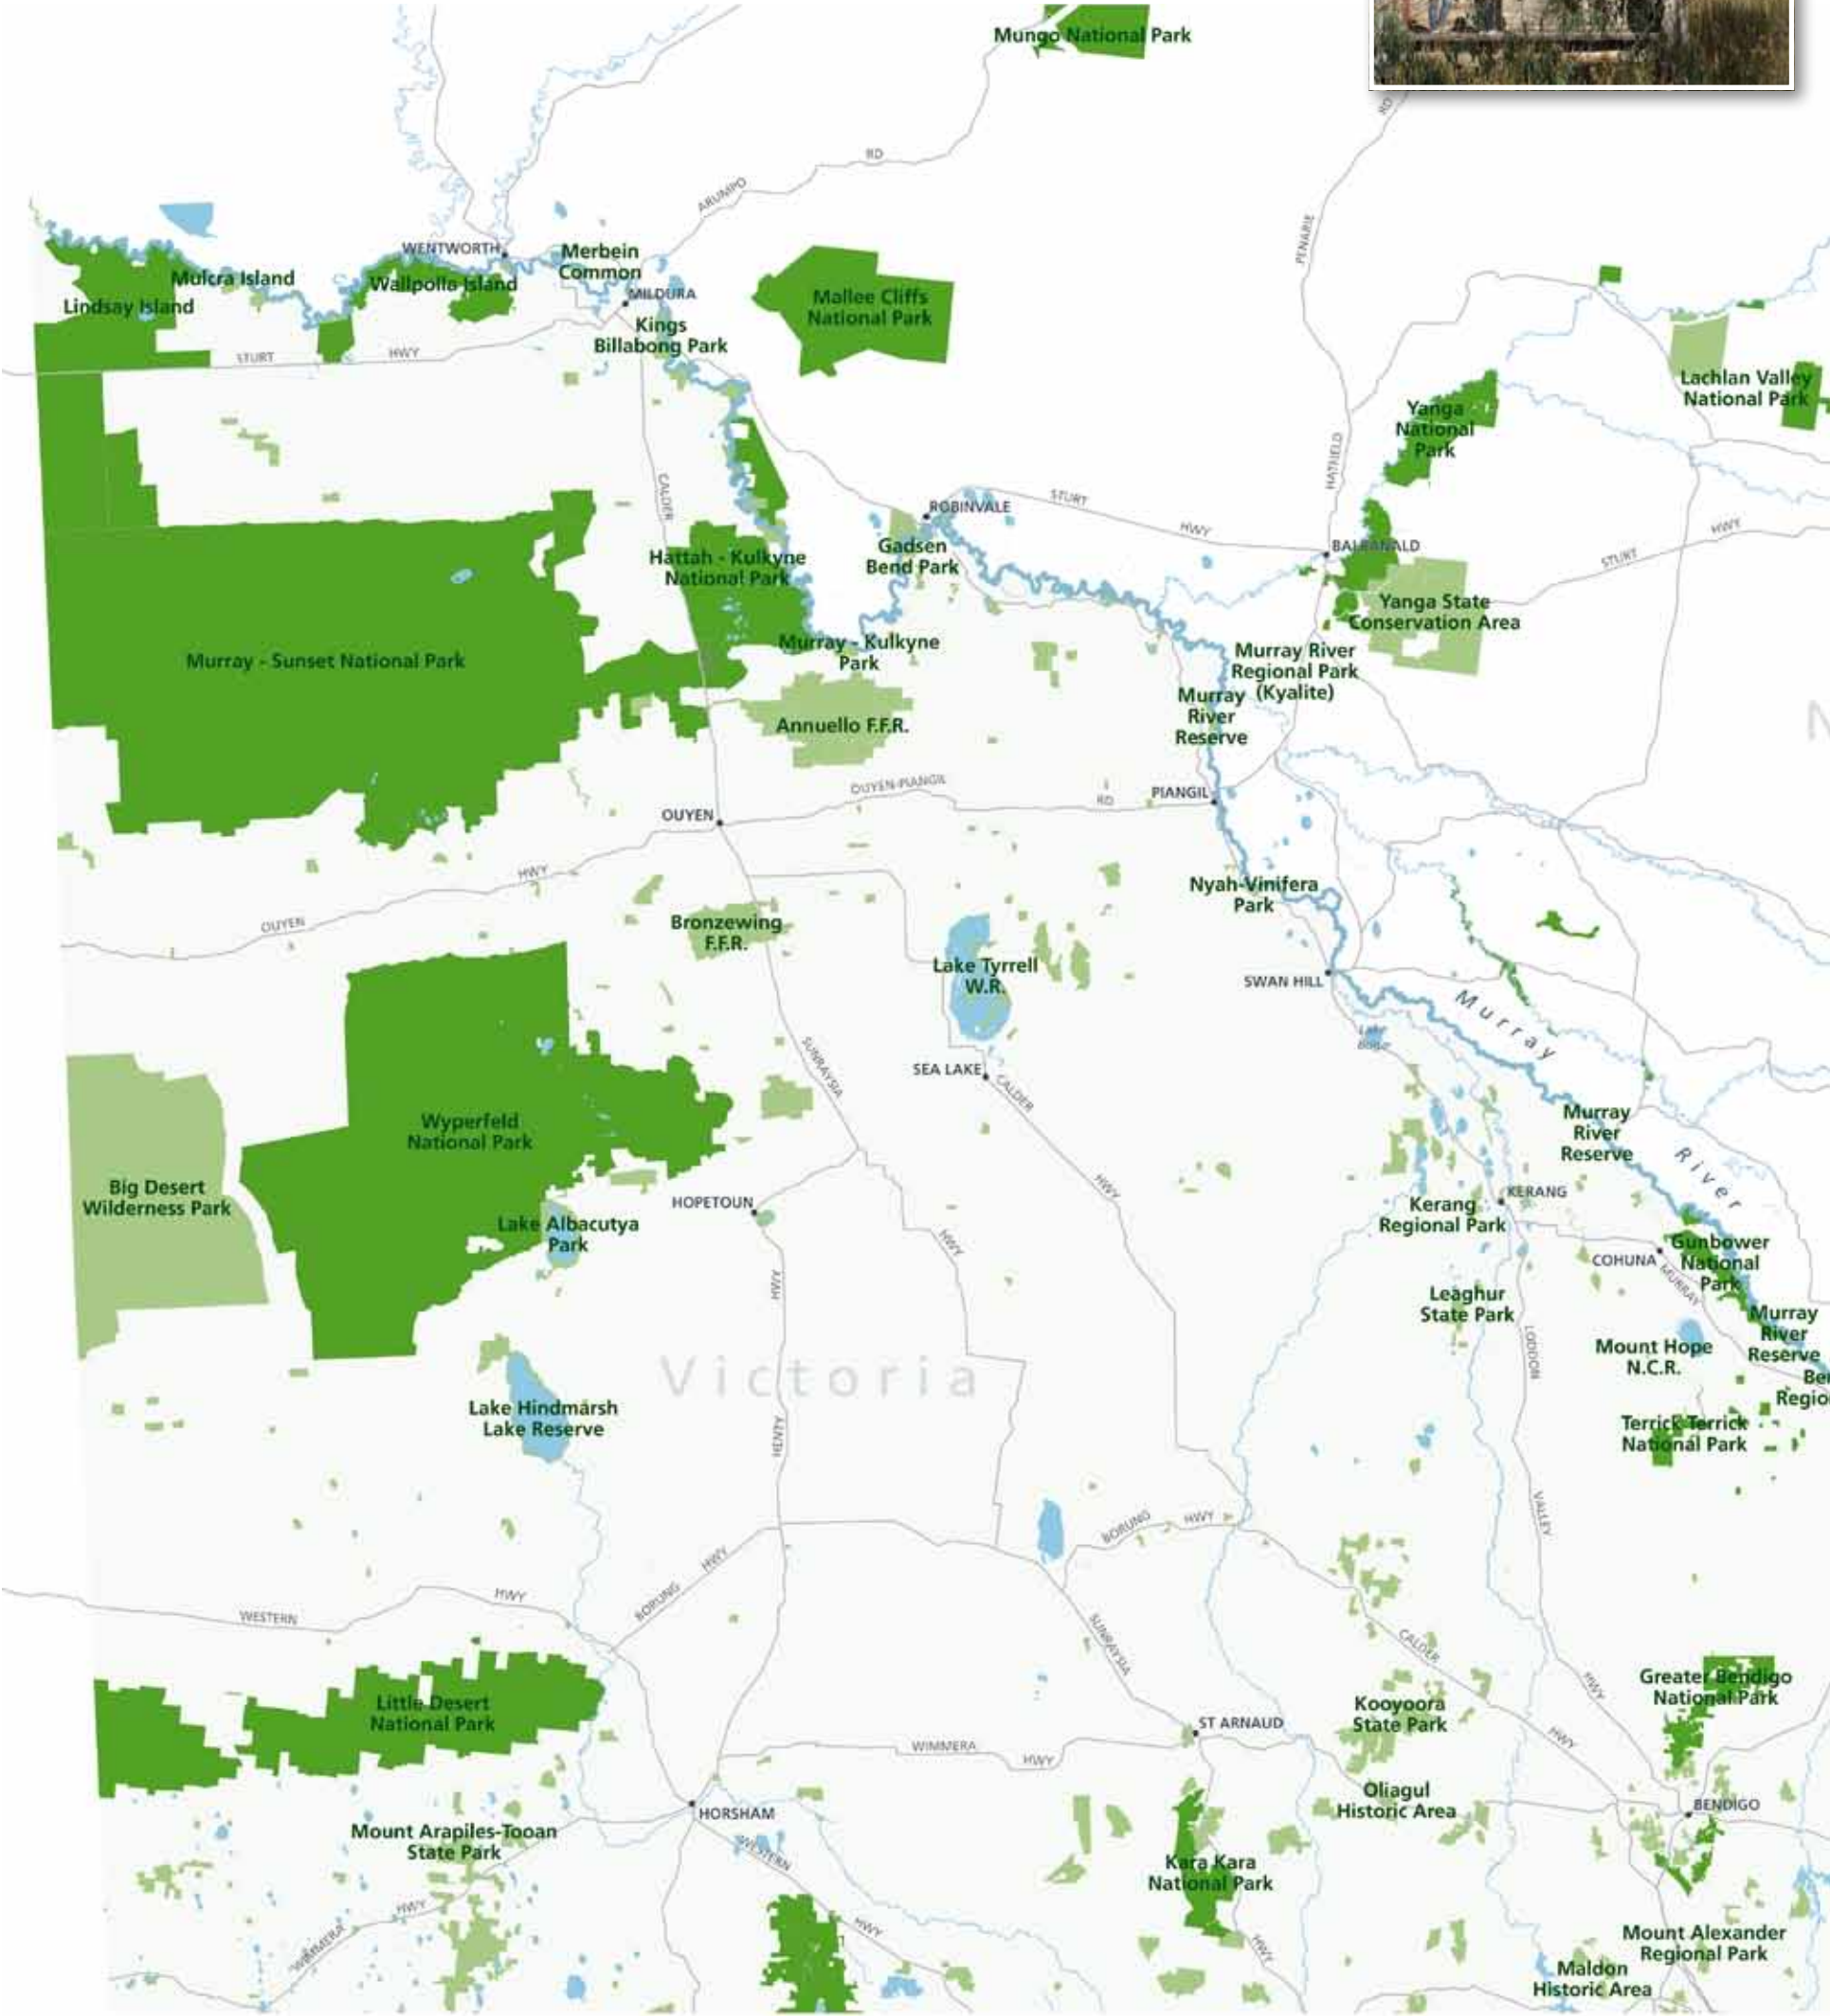 Mungo National Park
RD
RD
ARUMPO
PENARIE
WENTWORTH
Merbein
Common
Mulcra Island
Wallpolla Island
Lindsay Island
MILDURA
Mallee Cliffs
National Park
Kings
Billabong Park
STURT
HWY
Lachlan Valley
National Park
Yanga
National
Park
HATFIELD
CALDER
ROBINVALE
STURT
HWY
HWY
STURT
BALRANALD
Gadsen
Bend Park
Hattah - Kulkyne
National Park
Yanga State
Conservation Area
Murray - Kulkyne
Park
Murray - Sunset National Park
Murray River
Regional Park
(Kyalite)
Murray
River
Reserve
N
Annuello F.F.R.
OUYEN-PIANGIL
RD
PIANGIL
OUYEN
HWY
OUYEN
Nyah-Vinifera
Park
Bronzewing
F.F.R.
Lake Tyrrell
W.R.
SWAN HILL
Murray
Lake
Boga
SUNRAYSIA
SEA LAKE
CALDER
Wyperfeld
National Park
Murray
River
Reserve
River
Big Desert
Wilderness Park
HWY
HOPETOUN
KERANG
Kerang
Regional Park
Lake Albacutya
Park
HWY
COHUNA
Gunbower
National
Park
MURRAY
HWY
Leaghur
State Park
Murray
River
Reserve
LODDON
Mount Hope
N.C.R.
Victoria
Be
Regio
Lake Hindmarsh
Lake Reserve
HENTY
Terrick Terrick
National Park
VALLEY
BORUNG
HWY
HWY
BORUNG
HWY
WESTERN
SUNRAYSIA
CALDER
HWY
Greater Bendigo
National Park
Little Desert
National Park
Kooyoora
State Park
ST ARNAUD
HWY
WIMMERA
HWY
Oliagul
Historic Area
HORSHAM
BENDIGO
Mount Arapiles-Tooan
State Park
WESTERN
Kara Kara
National Park
HWY
WIMMERA
HWY
HWY
Mount Alexander
Regional Park
Maldon
Historic Area